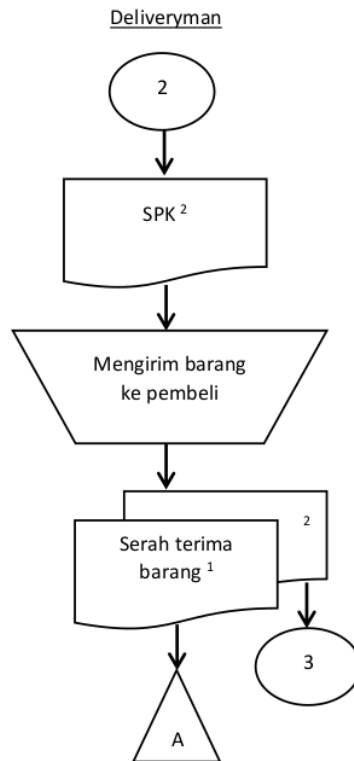 Deliveryman
2
SPK 2
Mengirim barang
ke pembeli
2
Serah terima
barang 1
3
A